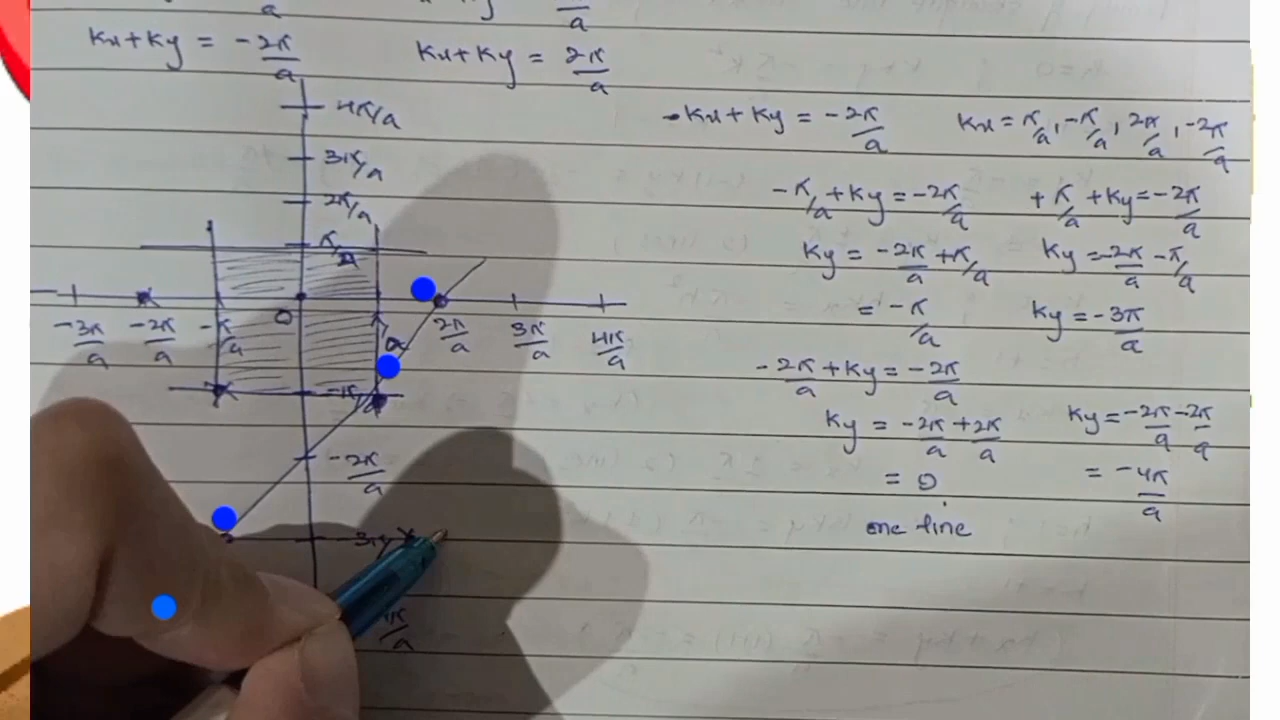 a
a
kx+ky = -2π/a kx+ky = 2π/a
4π/a
3π/a
2π/a
π/a
-3π/a -2π/a -π/a 0 2π/a 3π/a 4π/a
-2π/a
-kx+ky = -2π/a kx = π/a, -π/a, 2π/a, -2π/a
-π/a+ky = -2π/a +π/a+ky = -2π/a
ky = -2π/a+π/a ky = -2π/a-π/a
= -π/a ky = -3π/a
-2π/a+ky = -2π/a
ky = -2π/a+2π/a ky = -2π/a-2π/a
= 0 = -4π/a
one line